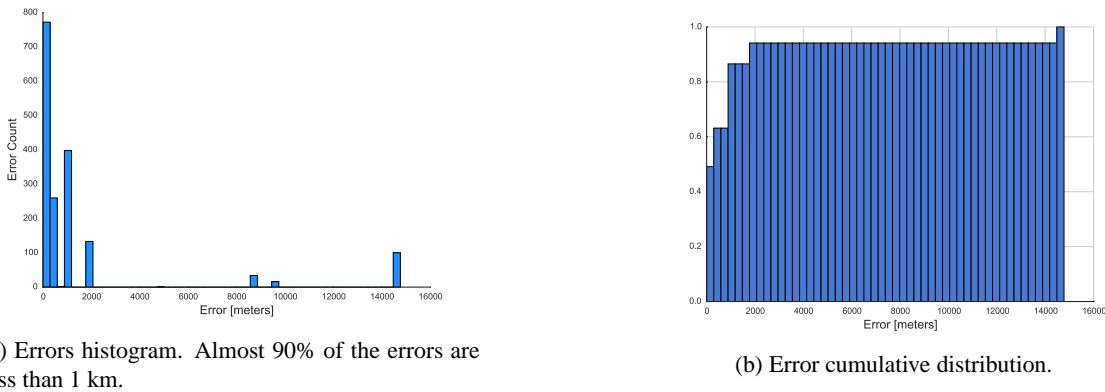 800
700
600
500
400
300
200
100
0
Error Count
0 2000 4000 6000 8000 10000 12000 14000 16000
Error [meters]
) Errors histogram. Almost 90% of the errors are
ss than 1 km.
1.0
0.8
0.6
0.4
0.2
0.0
0 2000 4000 6000 8000 10000 12000 14000 16000
Error [meters]
(b) Error cumulative distribution.